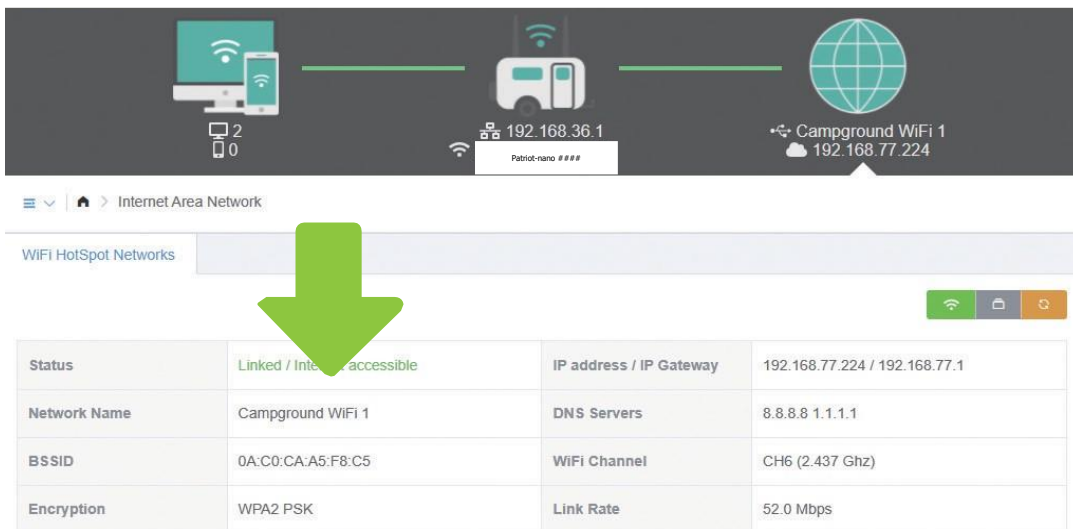 2
0
192.168.36.1
Patriot-nano ####
Campground WiFi 1
192.168.77.224
Internet Area Network
WiFi HotSpot Networks
Status Linked / Inte accessible IP address / IP Gateway 192.168.77.224 / 192.168.77.1
Network Name Campground WiFi 1 DNS Servers 8.8.8.8 1.1.1.1
BSSID 0A:C0:CA:A5:F8:C5 WiFi Channel CH6 (2.437 Ghz)
Encryption WPA2 PSK Link Rate 52.0 Mbps